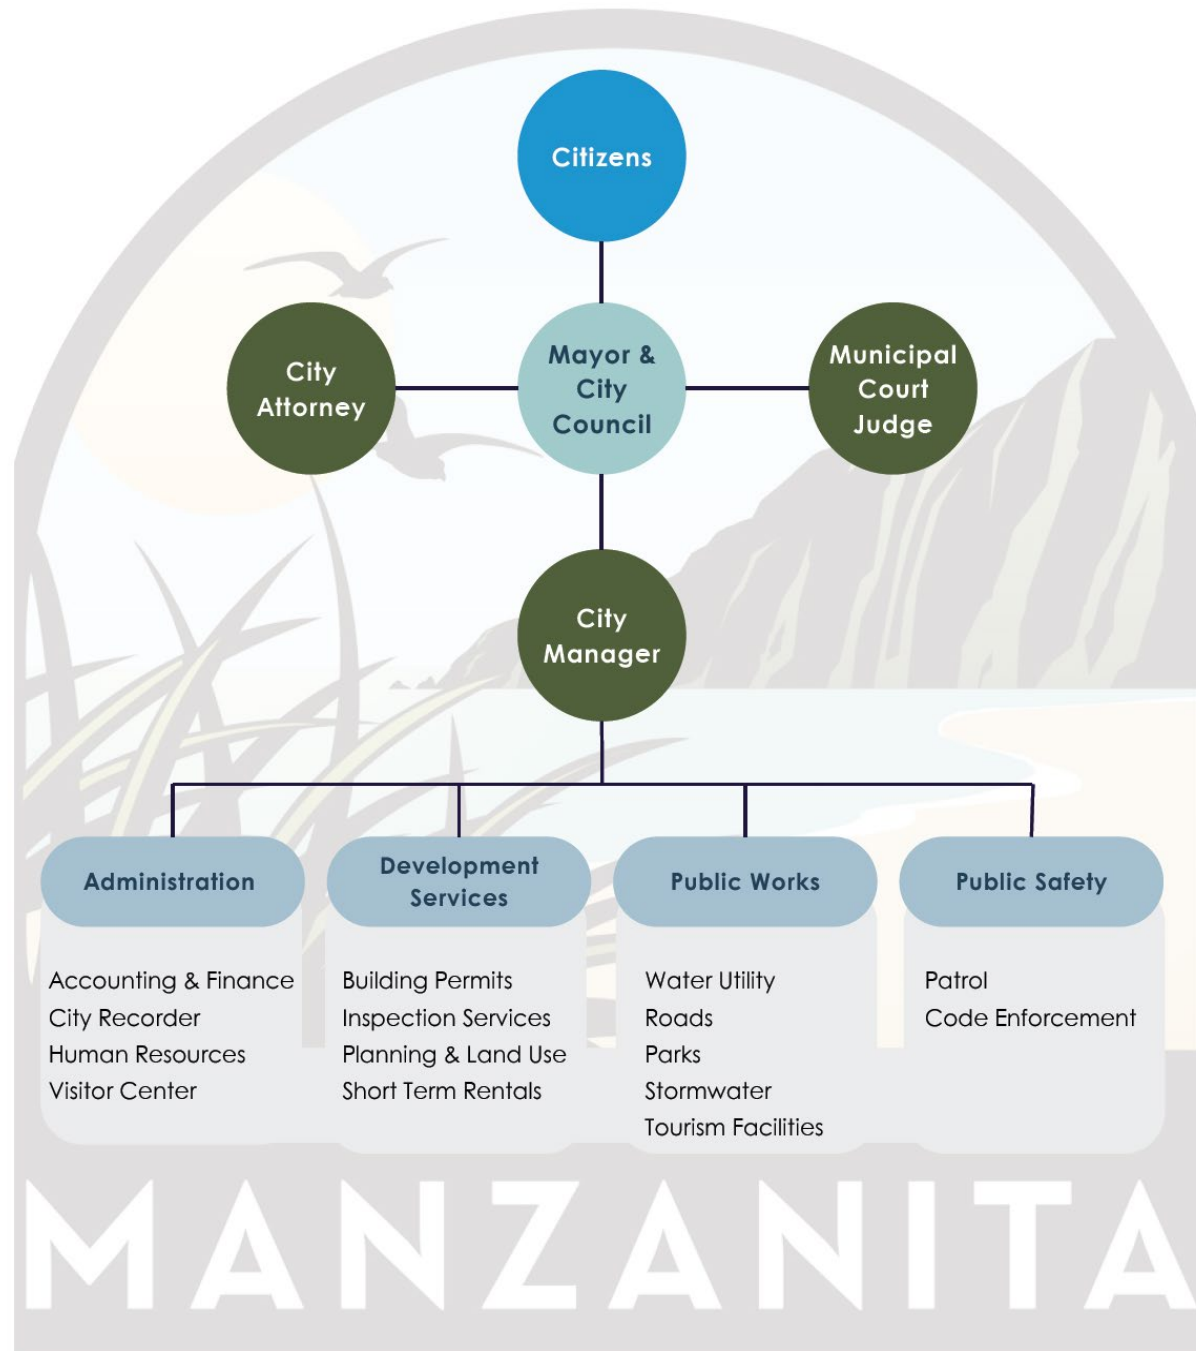 Citizens
City
Attorney
Mayor &
City
Council
Municipal
Court
Judge
City
Manager
Administration
Accounting & Finance
City Recorder
Human Resources
Visitor Center
Development
Services
Building Permits
Inspection Services
Planning & Land Use
Short Term Rentals
Public Works
Water Utility
Roads
Parks
Stormwater
Tourism Facilities
Public Safety
Patrol
Code Enforcement
MANZANITA